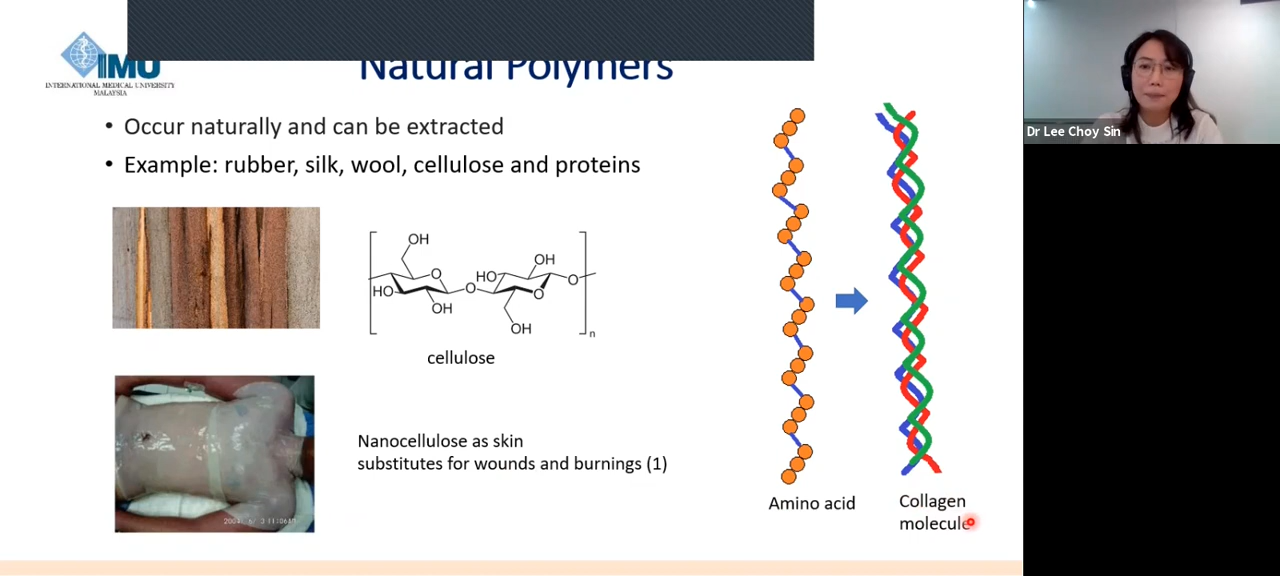 IMU
INTERNATIONAL MEDICAL UNIVERSITY
MALAYSIA
Natural Polymers
• Occur naturally and can be extracted
• Example: rubber, silk, wool, cellulose and proteins
OH
O
HO
OH
O
HO
OH
O
OH
O
n
cellulose
Nanocellulose as skin
substitutes for wounds and burnings (1)
Amino acid
Collagen
molecule
Dr Lee Choy Sin